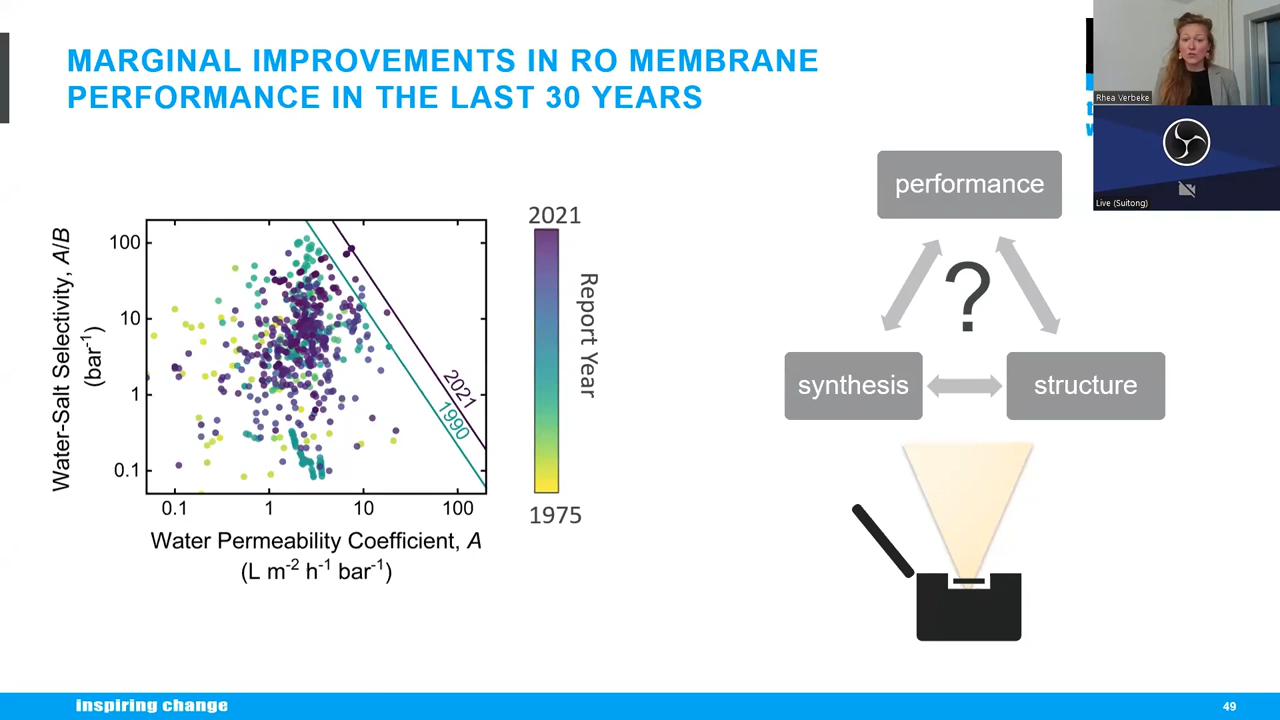 MARGINAL IMPROVEMENTS IN RO MEMBRANE
PERFORMANCE IN THE LAST 30 YEARS
Rhea Verbeke
Live (Suitong)
performance
?
synthesis
structure
Water-Salt Selectivity, A/B
(bar⁻¹)
100
10
1
0.1
2021
1990
0.1 1 10 100
Water Permeability Coefficient, A
(L m⁻² h⁻¹ bar⁻¹)
2021
Report Year
1975
inspiring change
49